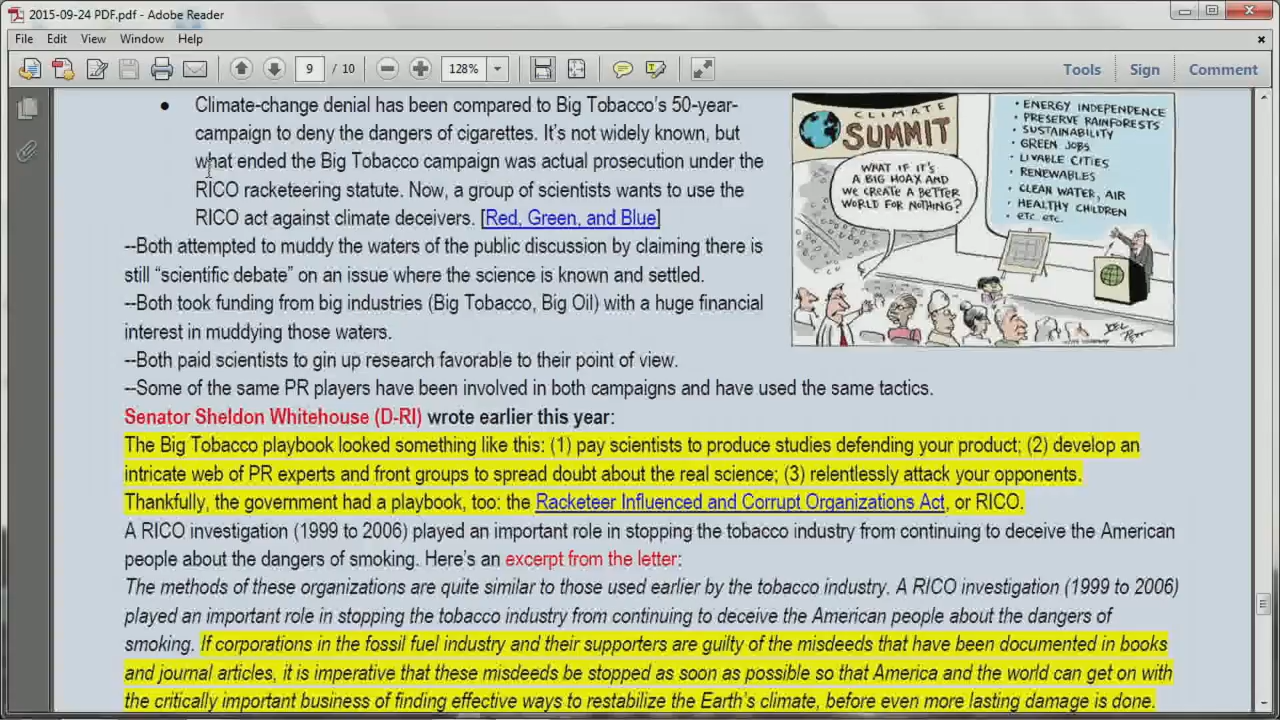 2015-09-24 PDF.pdf - Adobe Reader
File Edit View Window Help
9 / 10 128% Tools Sign Comment
• Climate-change denial has been compared to Big Tobacco's 50-year-
campaign to deny the dangers of cigarettes. It's not widely known, but
what ended the Big Tobacco campaign was actual prosecution under the
RICO racketeering statute. Now, a group of scientists wants to use the
RICO act against climate deceivers. [Red, Green, and Blue]
--Both attempted to muddy the waters of the public discussion by claiming there is
still “scientific debate” on an issue where the science is known and settled.
--Both took funding from big industries (Big Tobacco, Big Oil) with a huge financial
interest in muddying those waters.
--Both paid scientists to gin up research favorable to their point of view.
--Some of the same PR players have been involved in both campaigns and have used the same tactics.
CLIMATE
SUMMIT
WHAT IF IT'S
A BIG HOAX AND
WE CREATE A BETTER
WORLD FOR NOTHING?
• ENERGY INDEPENDENCE
• PRESERVE RAINFORESTS
• SUSTAINABILITY
• GREEN JOBS
• LIVABLE CITIES
• RENEWABLES
• CLEAN WATER, AIR
• HEALTHY CHILDREN
• etc. etc.
Senator Sheldon Whitehouse (D-RI) wrote earlier this year:
The Big Tobacco playbook looked something like this: (1) pay scientists to produce studies defending your product; (2) develop an
intricate web of PR experts and front groups to spread doubt about the real science; (3) relentlessly attack your opponents.
Thankfully, the government had a playbook, too: the Racketeer Influenced and Corrupt Organizations Act, or RICO.
A RICO investigation (1999 to 2006) played an important role in stopping the tobacco industry from continuing to deceive the American
people about the dangers of smoking. Here's an excerpt from the letter:
The methods of these organizations are quite similar to those used earlier by the tobacco industry. A RICO investigation (1999 to 2006)
played an important role in stopping the tobacco industry from continuing to deceive the American people about the dangers of
smoking. If corporations in the fossil fuel industry and their supporters are guilty of the misdeeds that have been documented in books
and journal articles, it is imperative that these misdeeds be stopped as soon as possible so that America and the world can get on with
the critically important business of finding effective ways to restabilize the Earth's climate, before even more lasting damage is done.